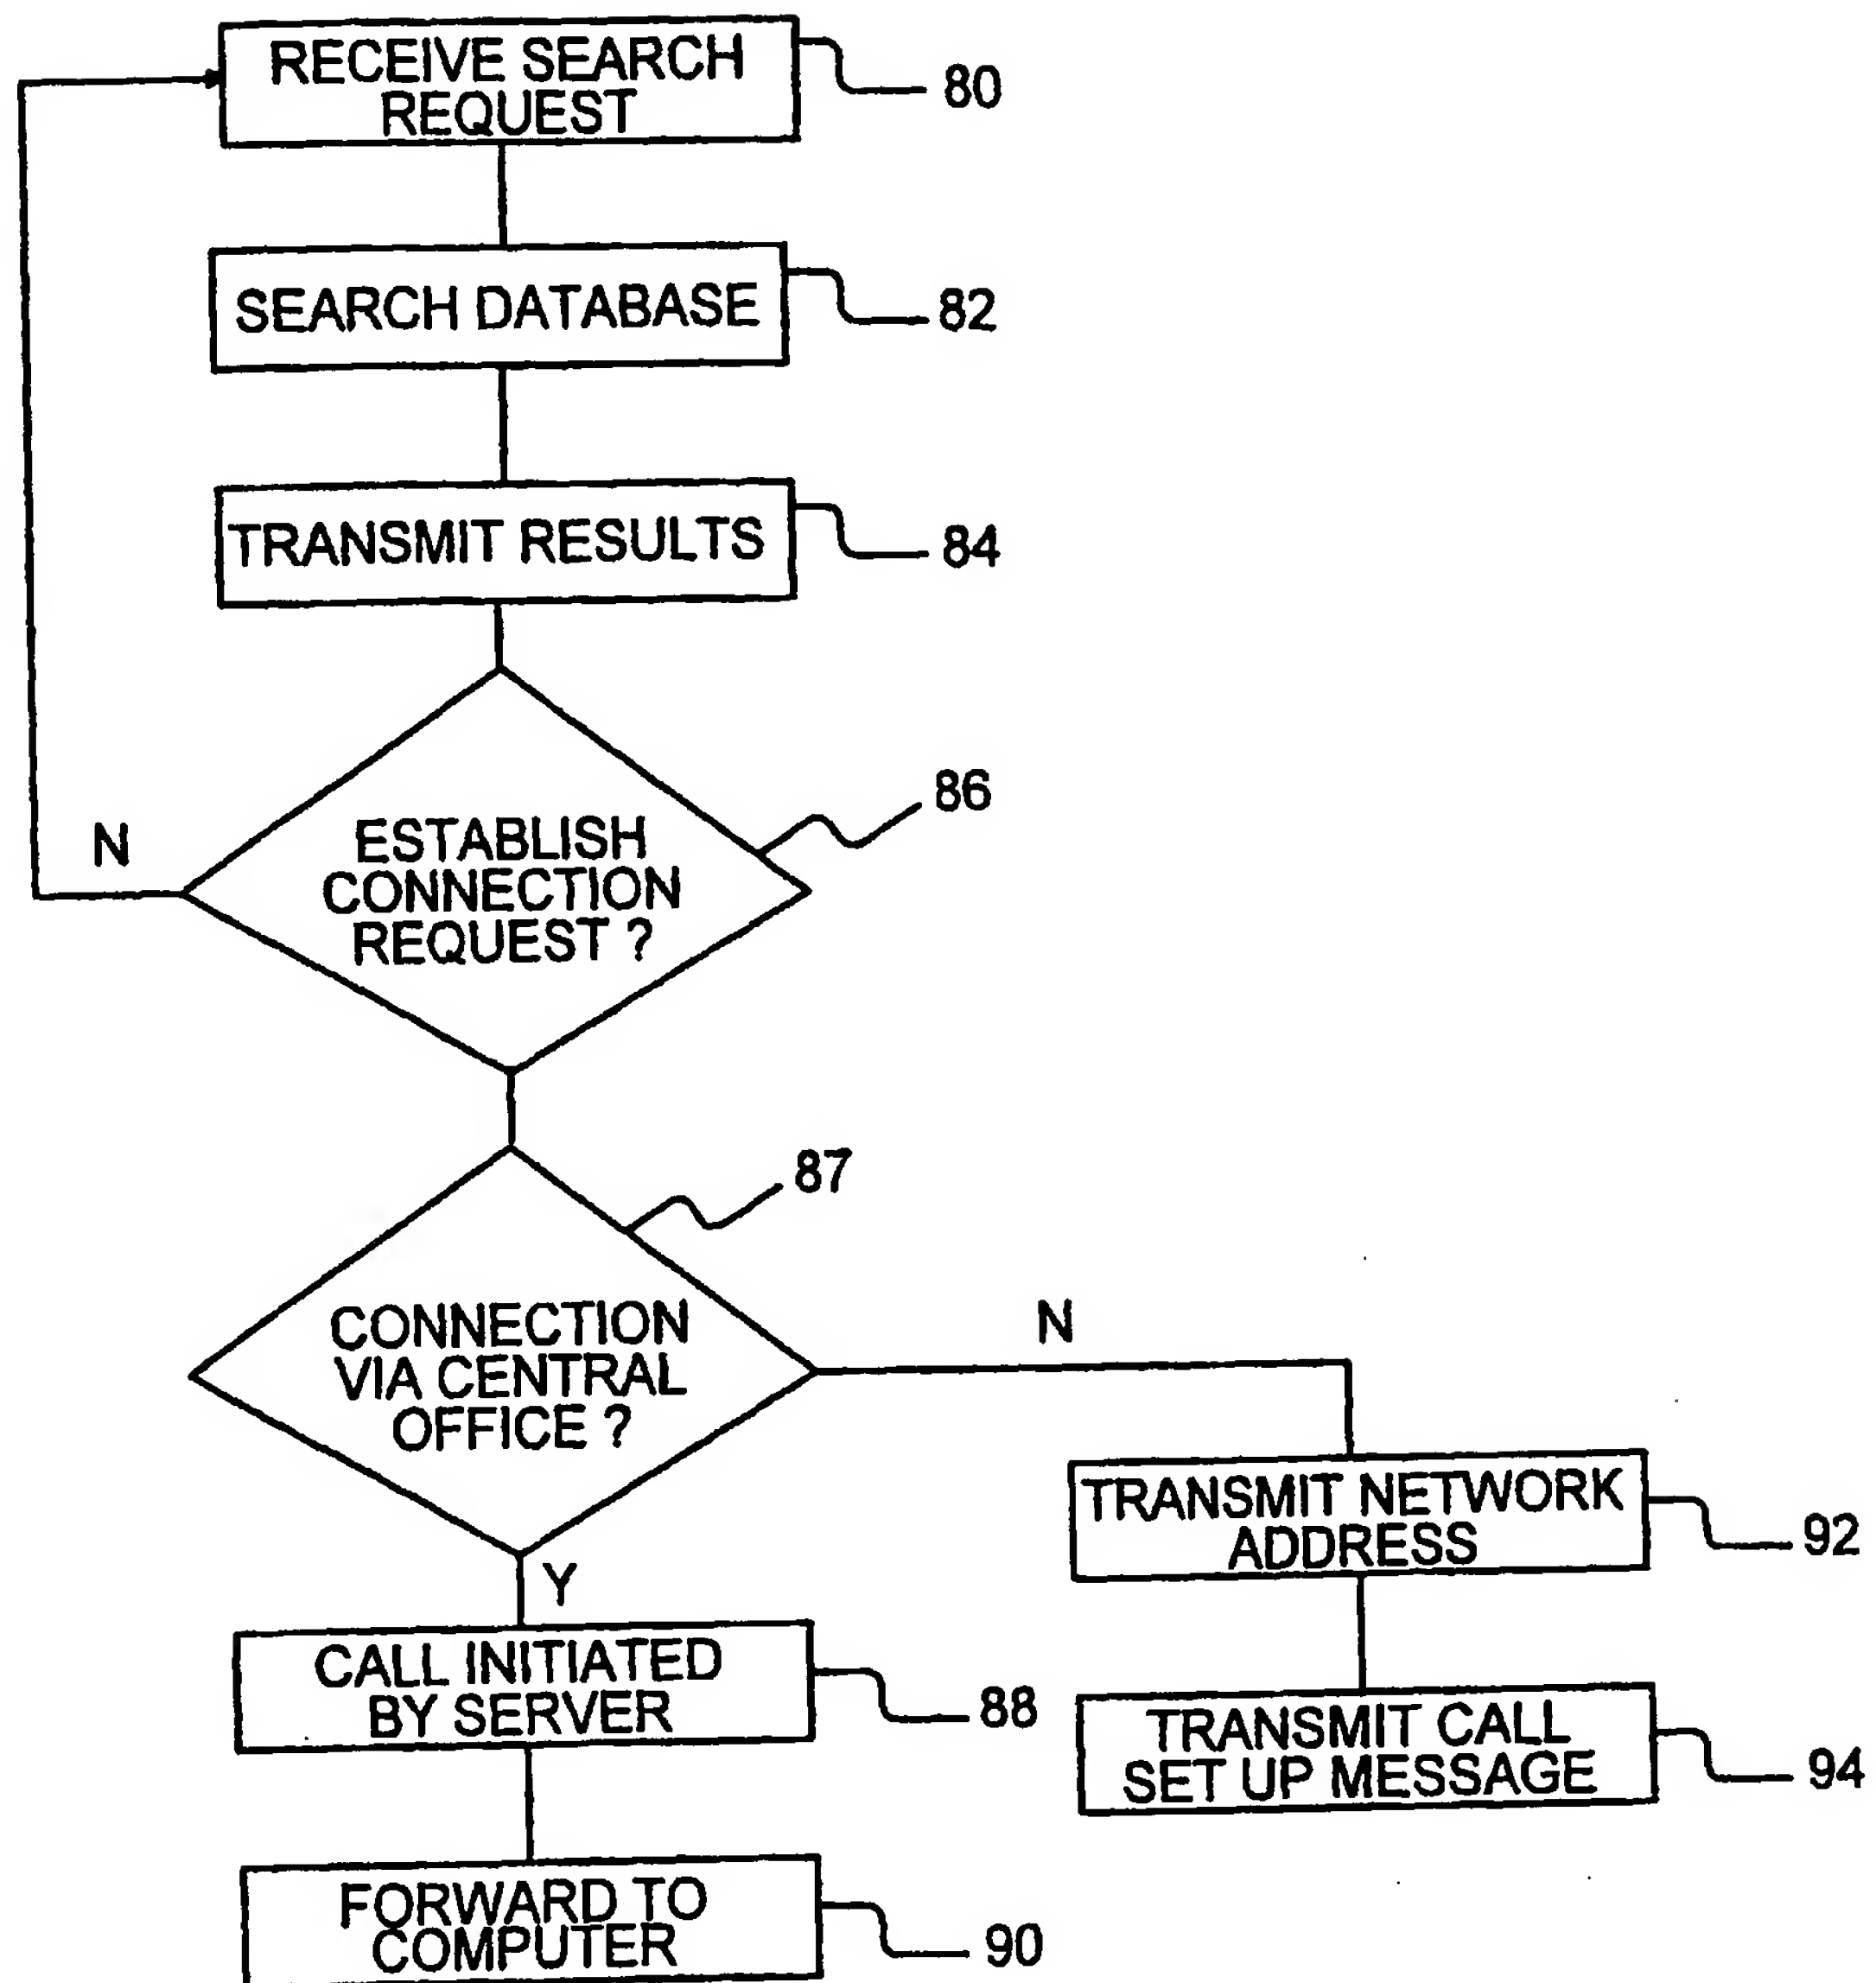 RECEIVE SEARCH
REQUEST
80
SEARCH DATABASE
82
TRANSMIT RESULTS
84
86
N
ESTABLISH
CONNECTION
REQUEST ?
87
CONNECTION
VIA CENTRAL
OFFICE ?
N
TRANSMIT NETWORK
ADDRESS
92
Y
CALL INITIATED
BY SERVER
88
TRANSMIT CALL
SET UP MESSAGE
94
FORWARD TO
COMPUTER
90